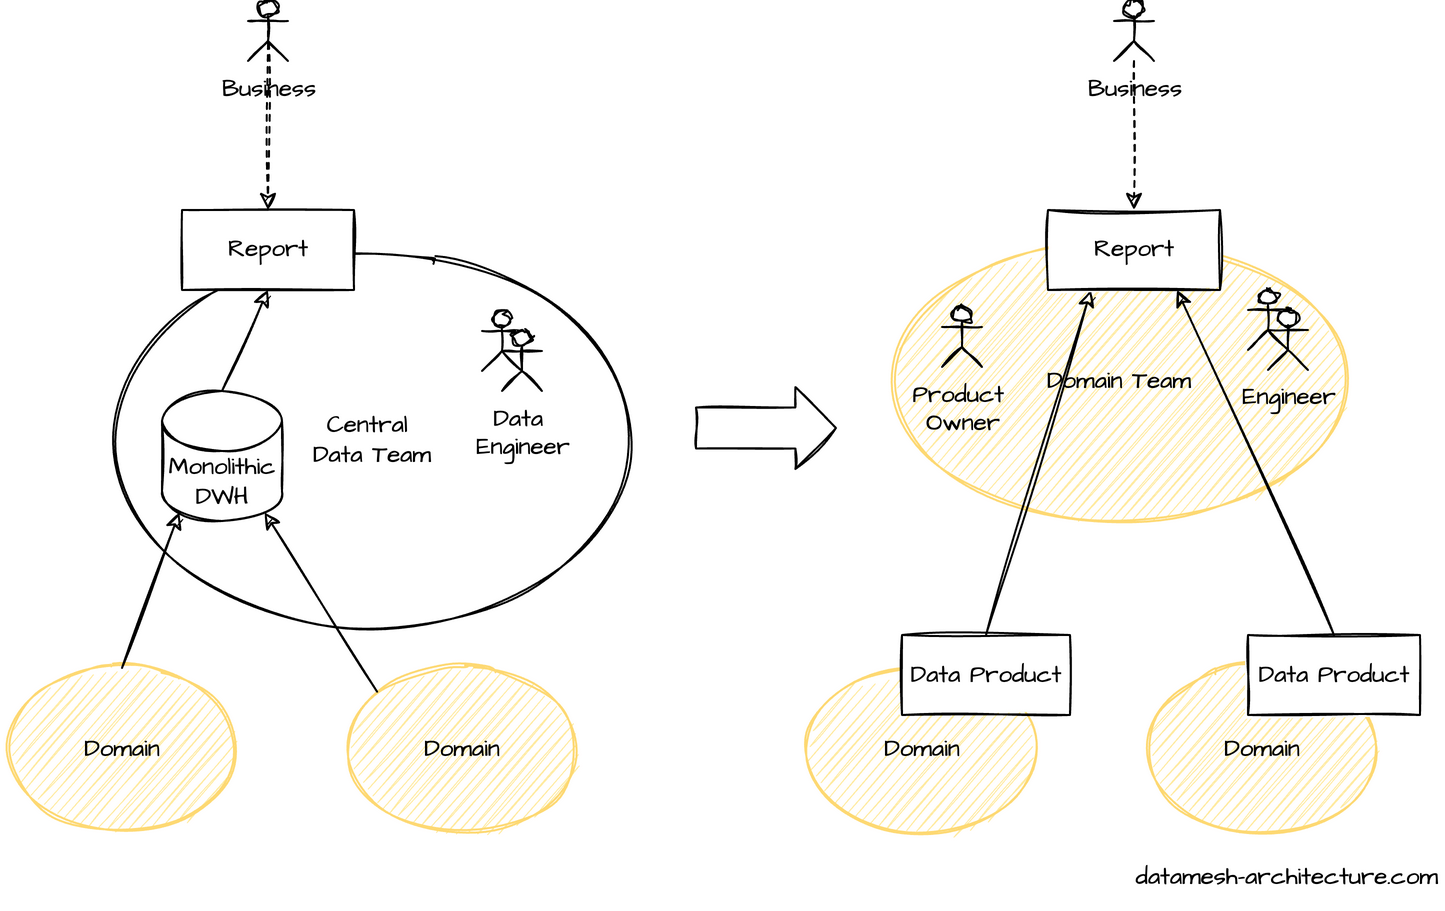 Business
Report
Monolithic
DWH
Central
Data Team
Data
Engineer
Domain
Domain
Business
Report
Product
Owner
Domain Team
Engineer
Data Product
Data Product
Domain
Domain
datamesh-architecture.com